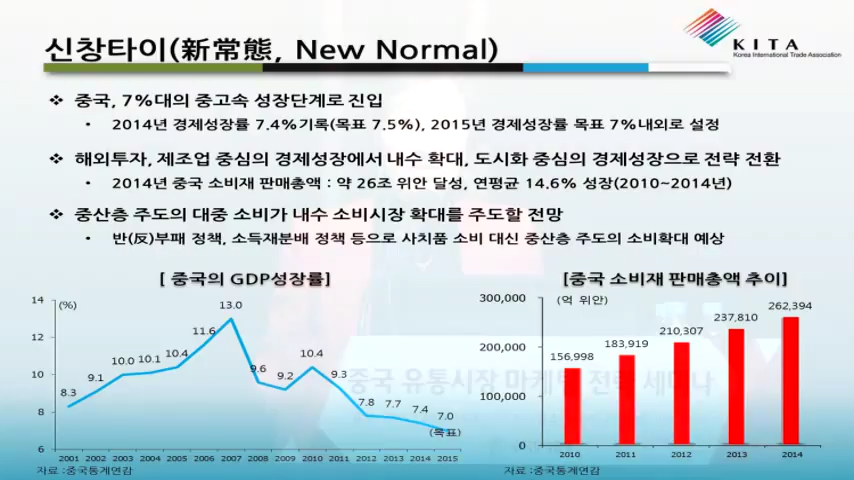 신창타이(新常態, New Normal)
KITA
Korea International Trade Association
❖ 중국, 7%대의 중고속 성장단계로 진입
• 2014년 경제성장률 7.4%기록(목표 7.5%), 2015년 경제성장률 목표 7%내외로 설정
❖ 해외투자, 제조업 중심의 경제성장에서 내수 확대, 도시화 중심의 경제성장으로 전략 전환
• 2014년 중국 소비재 판매총액 : 약 26조 위안 달성, 연평균 14.6% 성장(2010~2014년)
❖ 중산층 주도의 대중 소비가 내수 소비시장 확대를 주도할 전망
• 반(反)부패 정책, 소득재분배 정책 등으로 사치품 소비 대신 중산층 주도의 소비확대 예상
[ 중국의 GDP성장률]
(%)
14
12
10
8
6
8.3
9.1
10.0
10.1
10.4
11.6
13.0
9.6
9.2
10.4
9.3
7.8
7.7
7.4
7.0
(목표)
2001 2002 2003 2004 2005 2006 2007 2008 2009 2010 2011 2012 2013 2014 2015
자료 :중국통계연감
[중국 소비재 판매총액 추이]
(억 위안)
300,000
200,000
100,000
0
156,998
183,919
210,307
237,810
262,394
2010 2011 2012 2013 2014
자료 :중국통계연감
중국 유통시장 마케팅 전략 세미나